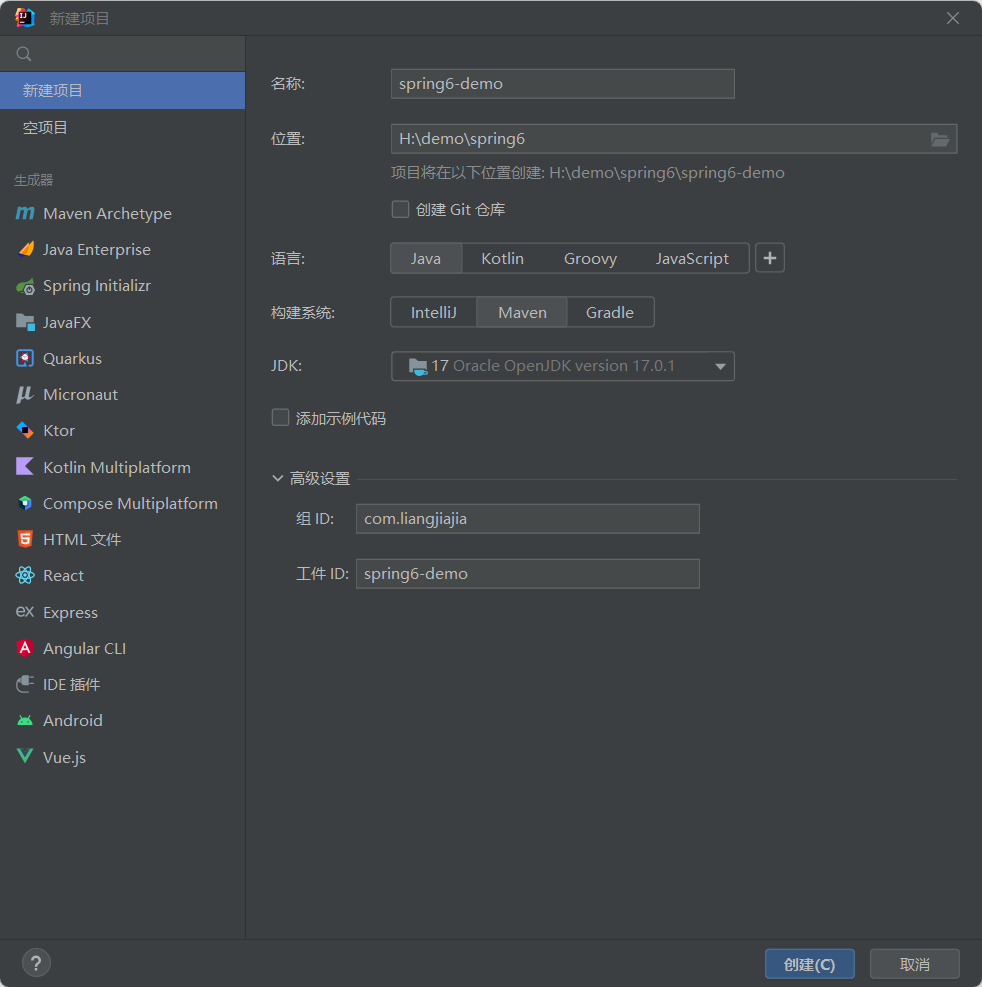 新建项目
新建项目
空项目
生成器
Maven Archetype
Java Enterprise
Spring Initializr
JavaFX
Quarkus
Micronaut
Ktor
Kotlin Multiplatform
Compose Multiplatform
HTML 文件
React
Express
Angular CLI
IDE 插件
Android
Vue.js
名称: spring6-demo
位置: H:\demo\spring6
项目将在以下位置创建: H:\demo\spring6\spring6-demo
创建 Git 仓库
语言: Java Kotlin Groovy JavaScript +
构建系统: IntelliJ Maven Gradle
JDK: 17 Oracle OpenJDK version 17.0.1
添加示例代码
高级设置
组 ID: com.liangjiajia
工件 ID: spring6-demo
? 创建(C) 取消